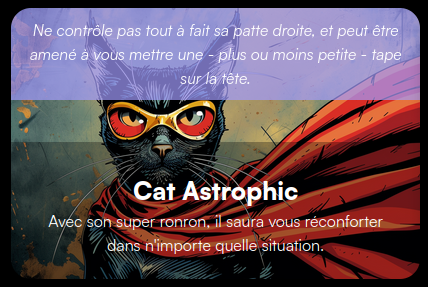 Ne contrôle pas tout à fait sa patte droite, et peut être
amené à vous mettre une - plus ou moins petite - tape
sur la tête.
Cat Astrophic
Avec son super ronron, il saura vous réconforter
dans n'importe quelle situation.